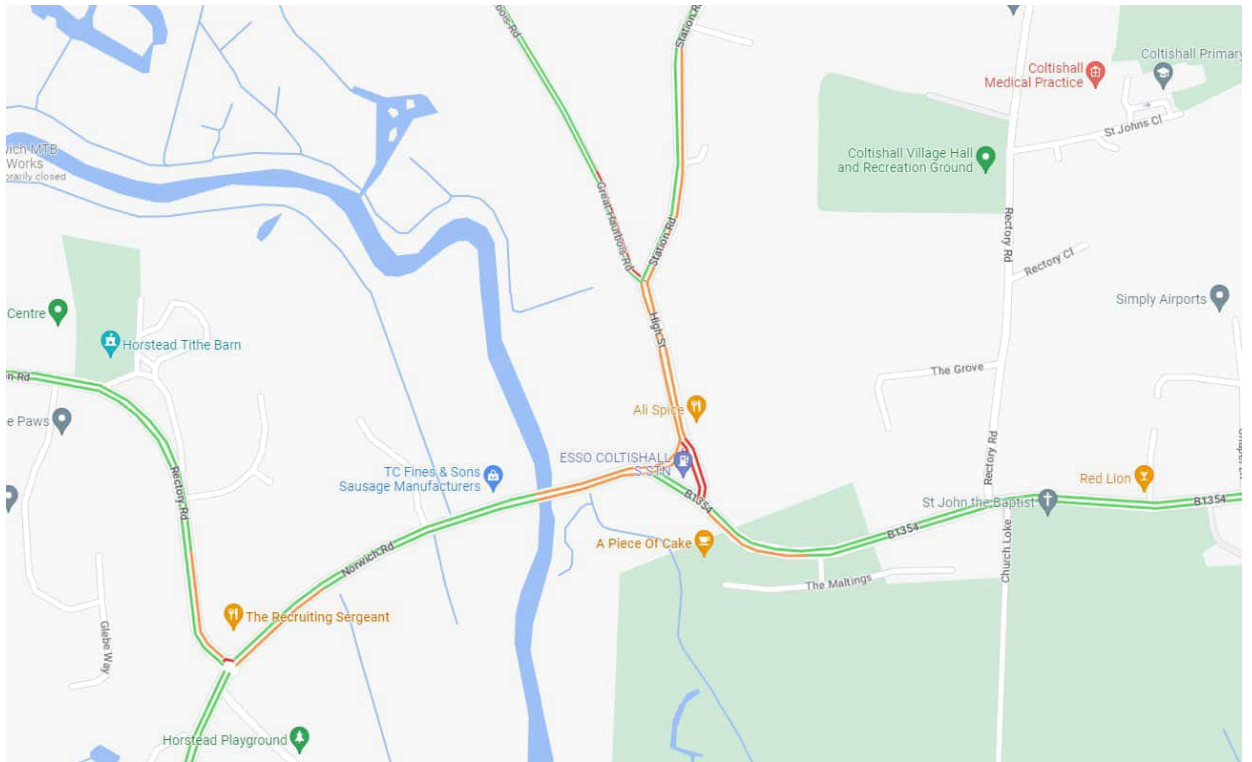 Station Rd
Coltishall
Medical Practice
Coltishall Primary
St Johns Cl
Works
Coltishall Village Hall
and Recreation Ground
Great Hautbois Rd
Station Rd
Rectory Rd
Rectory Cl
Simply Airports
Centre
Horstead Tithe Barn
High St
The Grove
Ali Spice
e Paws
Rectory Rd
ESSO COLTISHALL
S STN
TC Fines & Sons
Sausage Manufacturers
Rectory Rd
Red Lion
B1354
St John the Baptist
B1354
B1354
A Piece Of Cake
Norwich Rd
The Maltings
Church Loke
The Recruiting Sergeant
Glebe Way
Horstead Playground